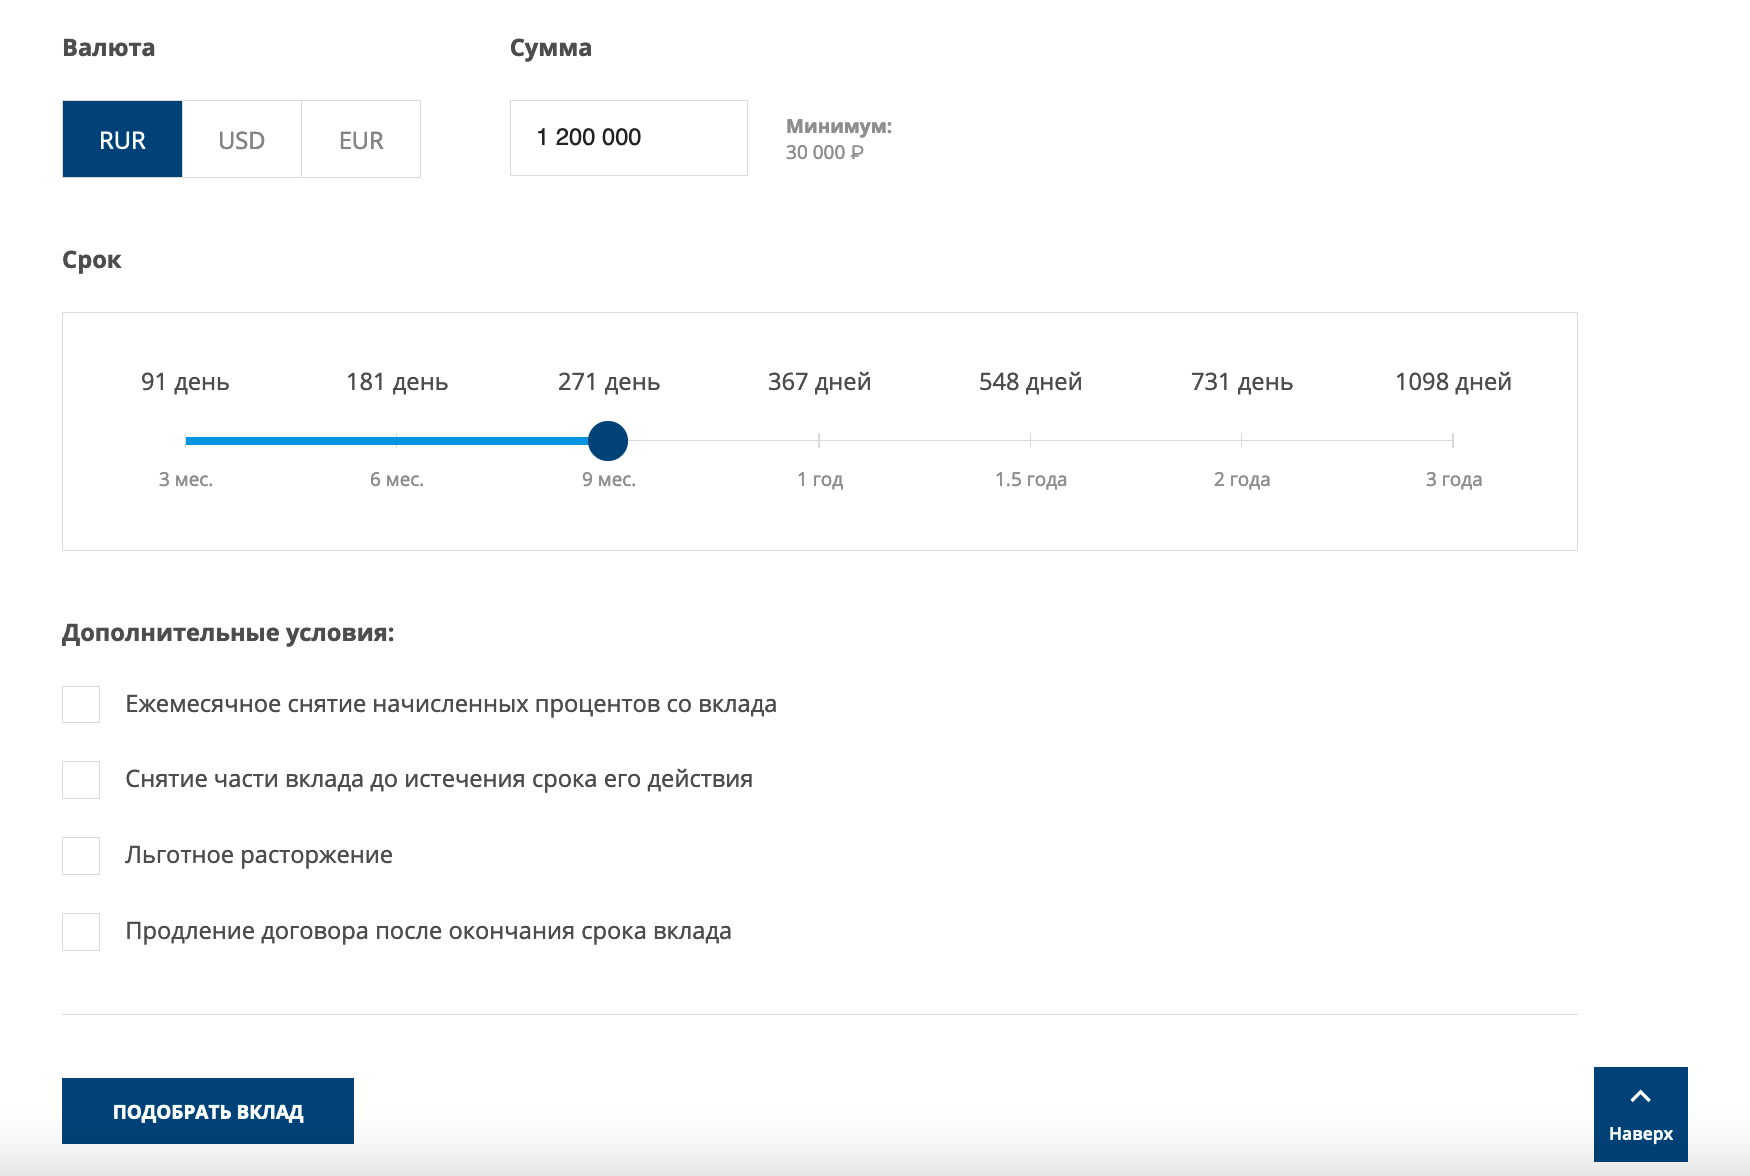 Валюта
Сумма
RUR USD EUR
1 200 000
Минимум:
30 000 ₽
Срок
91 день 181 день 271 день 367 дней 548 дней 731 день 1098 дней
3 мес. 6 мес. 9 мес. 1 год 1.5 года 2 года 3 года
Дополнительные условия:
Ежемесячное снятие начисленных процентов со вклада
Снятие части вклада до истечения срока его действия
Льготное расторжение
Продление договора после окончания срока вклада
ПОДОБРАТЬ ВКЛАД
Наверх